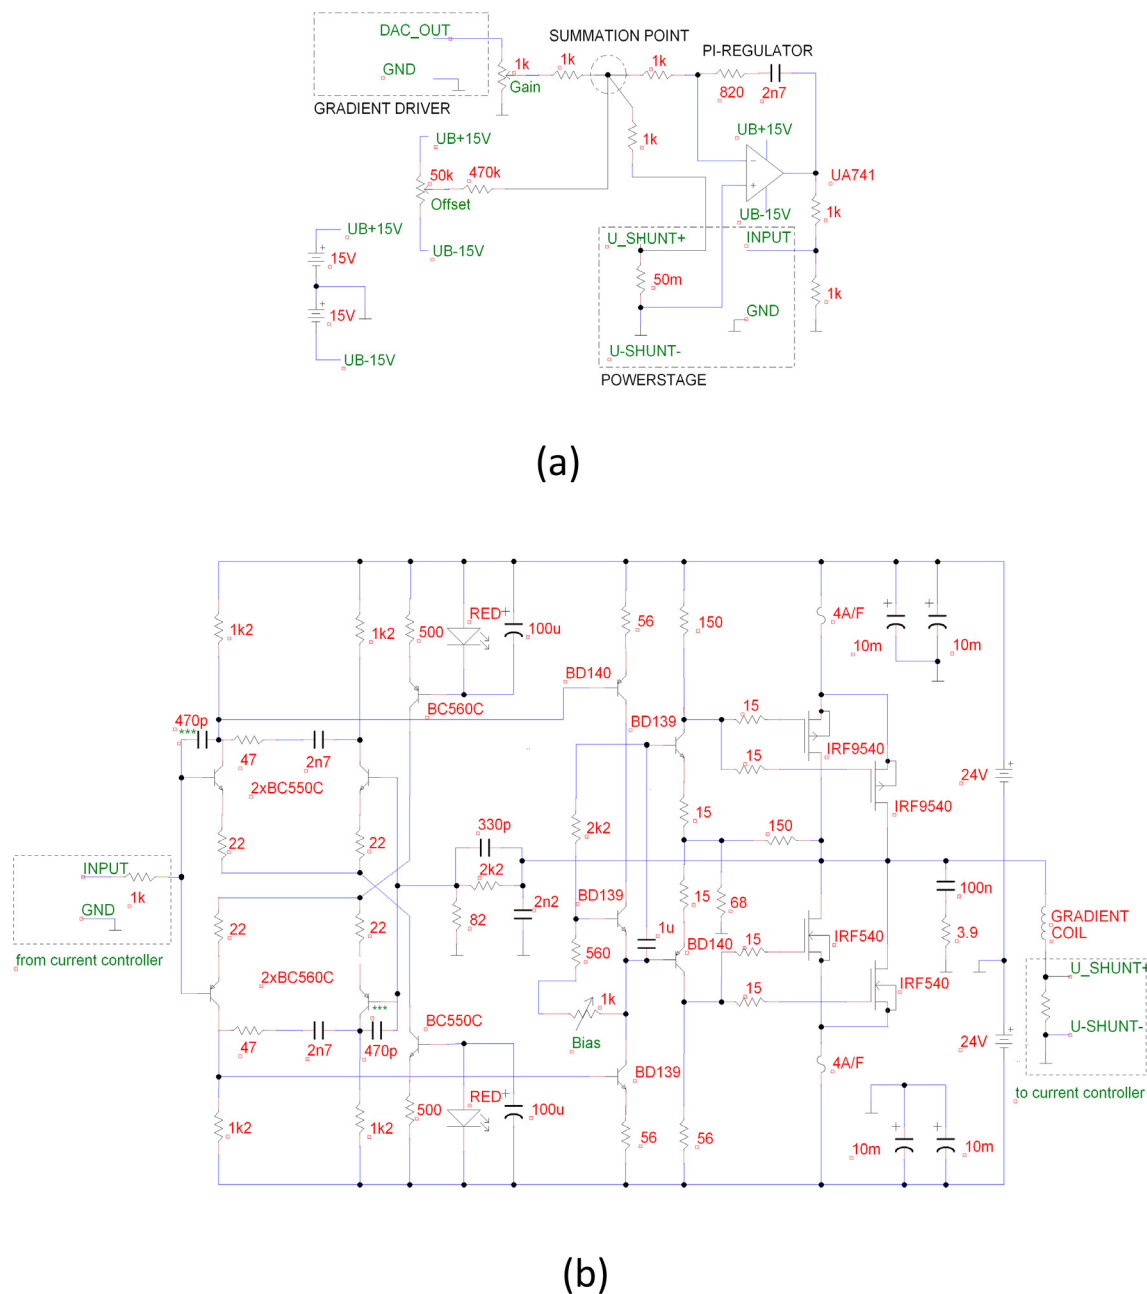 DAC_OUT
SUMMATION POINT
PI-REGULATOR
1k
1k
1k
GND
Gain
820
2n7
GRADIENT DRIVER
UB+15V
UB+15V
1k
50k
470k
UA741
Offset
UB-15V
1k
UB+15V
U_SHUNT+
INPUT
UB-15V
15V
50m
1k
GND
15V
U-SHUNT-
UB-15V
POWERSTAGE
(a)
1k2
1k2
500
RED
+
100u
56
150
4A/F
+
+
10m
10m
BD140
BC560C
470p
***
BD139
15
47
2n7
IRF9540
2xBC550C
15
24V
+
IRF9540
15
22
22
330p
2k2
150
INPUT
2k2
1k
BD139
15
100n
GND
82
2n2
68
GRADIENT
COIL
22
22
1u
IRF540
3.9
from current controller
560
BD140
15
U_SHUNT+
2xBC560C
15
IRF540
***
BC550C
1k
U-SHUNT-
47
2n7
470p
Bias
24V
+
BD139
4A/F
RED
+
100u
to current controller
1k2
1k2
500
56
56
+
+
10m
10m
(b)